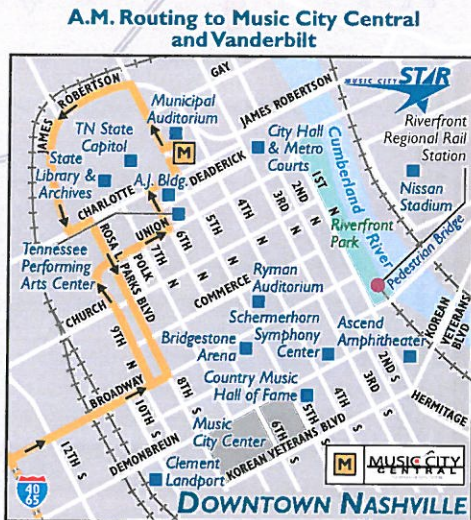 A.M. Routing to Music City Central
and Vanderbilt
GAY
MUSIC CITY STAR
JAMES ROBERTSON
Municipal
Auditorium
JAMES ROBERTSON
Riverfront
Regional Rail
Station
TN State
Capitol
M
City Hall
& Metro
Courts
Cumberland River
State
Library &
Archives
DEADERICK
A.J. Bldg.
CHARLOTTE
Nissan
Stadium
1ST N
2ND N
3RD N
4TH N
5TH N
6TH N
7TH N
UNION
POLK
Riverfront
Park
Pedestrian Bridge
Tennessee
Performing
Arts Center
ROSA L. PARKS BLVD
COMMERCE
Ryman
Auditorium
CHURCH
9TH N
Schermerhorn
Symphony
Center
Ascend
Amphitheater
KOREAN
VETERANS
BLVD
Bridgestone
Arena
2ND S
3RD S
4TH S
5TH S
6TH S
8TH S
10TH S
12TH S
BROADWAY
Country Music
Hall of Fame
HERMITAGE
Music
City Center
KOREAN VETERANS BLVD
DEMONBREUN
Clement
Landport
M MUSIC CITY
CENTRAL
40
65
DOWNTOWN NASHVILLE